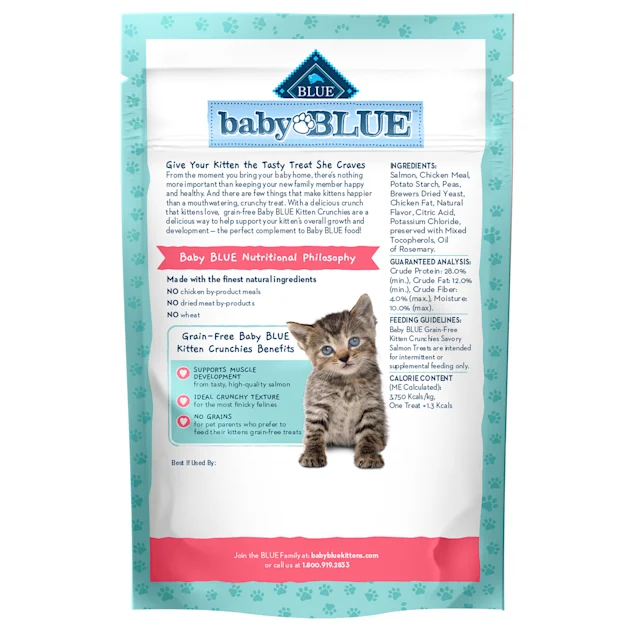 BLUE
baby BLUE
Give Your Kitten the Tasty Treat She Craves
From the moment you bring your baby home, there's nothing
more important than keeping your new family member happy
and healthy. And there are few things that make kittens happier
than a mouthwatering, crunchy treat. With a delicious crunch
that kittens love, grain-free Baby BLUE Kitten Crunchies are a
delicious way to help support your kitten's overall growth and
development – the perfect complement to Baby BLUE food!
Baby BLUE Nutritional Philosophy
Made with the finest natural ingredients
NO chicken by-product meals
NO dried meat by-products
NO wheat
Grain-Free Baby BLUE
Kitten Crunchies Benefits
SUPPORTS MUSCLE
DEVELOPMENT
from tasty, high-quality salmon
IDEAL CRUNCHY TEXTURE
for the most finicky felines
NO GRAINS
for pet parents who prefer to
feed their kittens grain-free treats
Best If Used By:
INGREDIENTS:
Salmon, Chicken Meal,
Potato Starch, Peas,
Brewers Dried Yeast,
Chicken Fat, Natural
Flavor, Citric Acid,
Potassium Chloride,
preserved with Mixed
Tocopherols, Oil
of Rosemary.
GUARANTEED ANALYSIS:
Crude Protein: 28.0%
(min.), Crude Fat: 12.0%
(min.), Crude Fiber:
4.0% (max.), Moisture:
10.0% (max).
FEEDING GUIDELINES:
Baby BLUE Grain-Free
Kitten Crunchies Savory
Salmon Treats are intended
for intermittent or
supplemental feeding only.
CALORIE CONTENT
(ME Calculated):
3,750 Kcals/kg,
One Treat = 1.3 Kcals
Join the BLUE Family at: babybluekittens.com
or call us at 1.800.919.2833